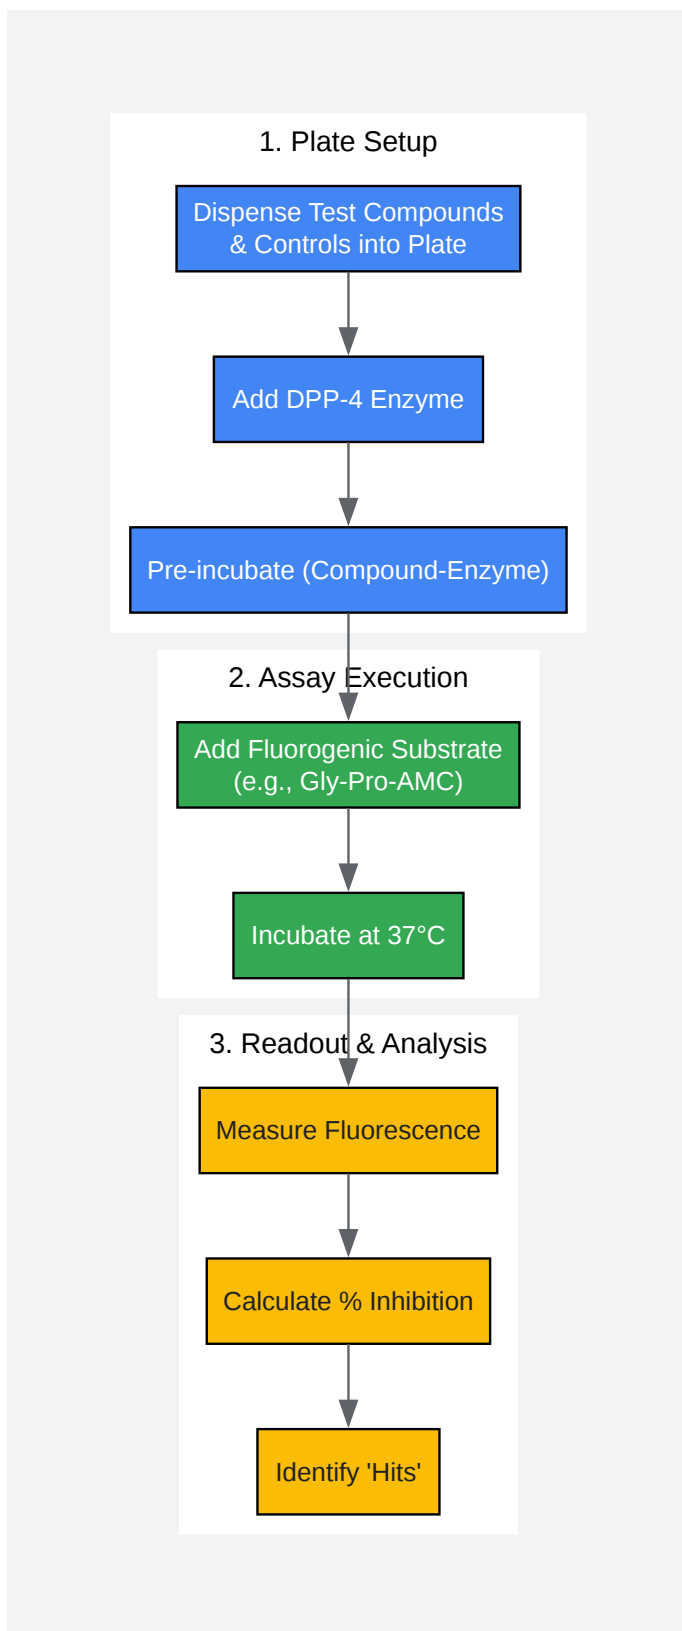 1. Plate Setup
Dispense Test Compounds
& Controls into Plate
Add DPP-4 Enzyme
Pre-incubate (Compound-Enzyme)
2. Assay Execution
Add Fluorogenic Substrate
(e.g., Gly-Pro-AMC)
Incubate at 37°C
3. Readout & Analysis
Measure Fluorescence
Calculate % Inhibition
Identify 'Hits'